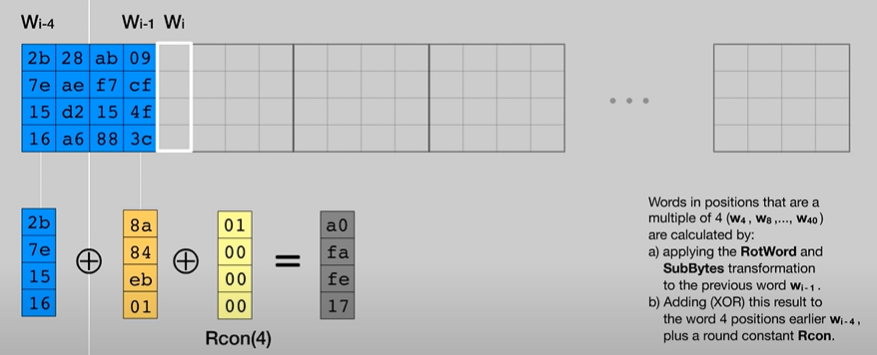 Wi-4 Wi-1 Wi
2b 28 ab 09
7e ae f7 cf
15 d2 15 4f
16 a6 88 3c
2b 8a 01 a0
7e 84 00 fa
⊕ ⊕ =
15 eb 00 fe
16 01 00 17
Rcon(4)
Words in positions that are a
multiple of 4 (w4, w8,..., w40)
are calculated by:
a) applying the RotWord and
SubBytes transformation
to the previous word wi-1.
b) Adding (XOR) this result to
the word 4 positions earlier wi-4,
plus a round constant Rcon.